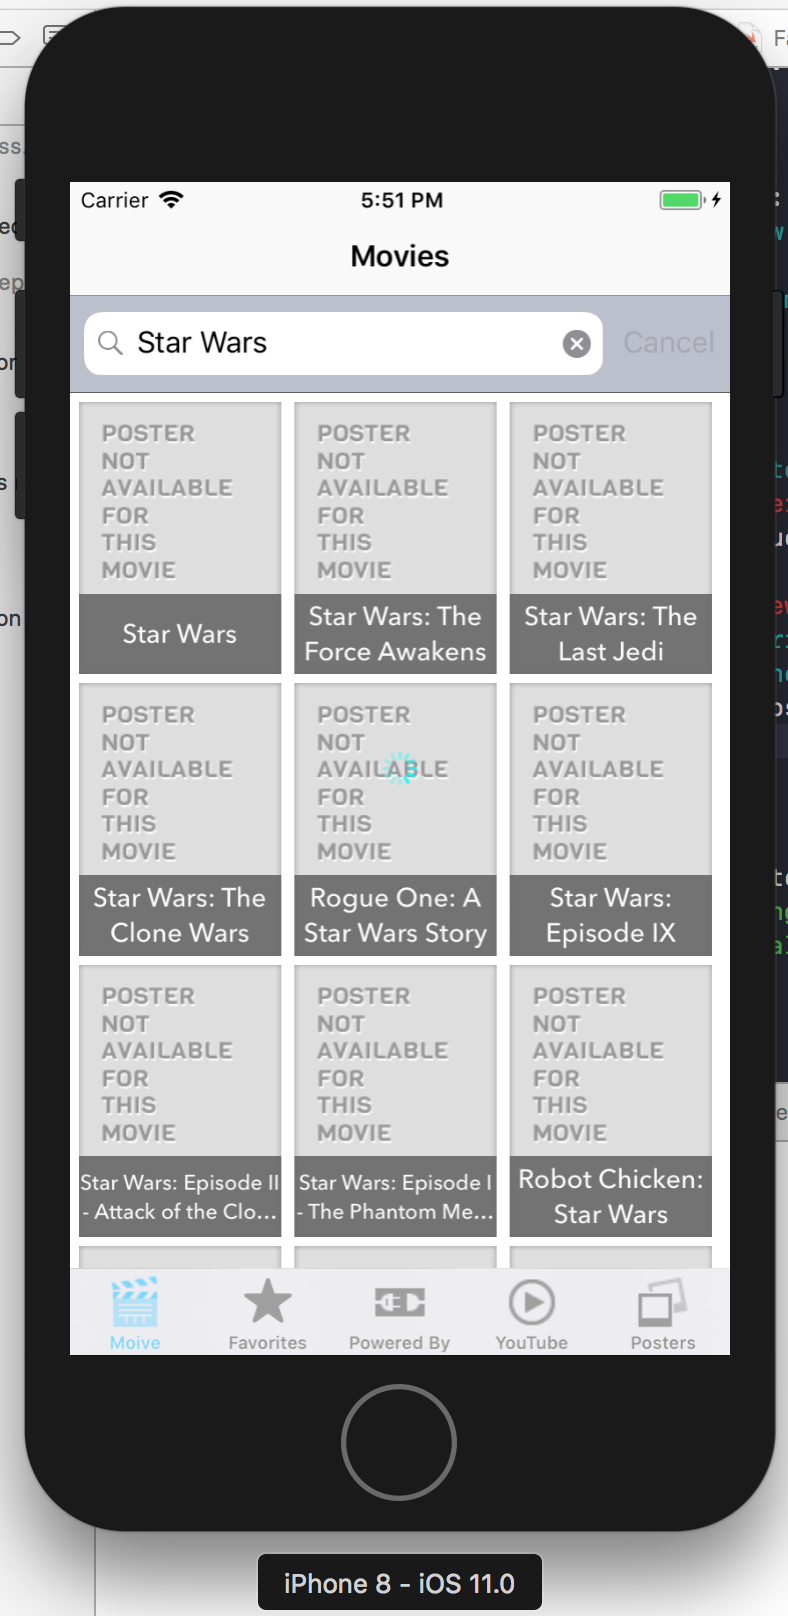 Carrier
5:51 PM
Movies
Star Wars
Cancel
POSTER
NOT
AVAILABLE
FOR
THIS
MOVIE
Star Wars
POSTER
NOT
AVAILABLE
FOR
THIS
MOVIE
Star Wars: The
Force Awakens
POSTER
NOT
AVAILABLE
FOR
THIS
MOVIE
Star Wars: The
Last Jedi
POSTER
NOT
AVAILABLE
FOR
THIS
MOVIE
Star Wars: The
Clone Wars
POSTER
NOT
AVAILABLE
FOR
THIS
MOVIE
Rogue One: A
Star Wars Story
POSTER
NOT
AVAILABLE
FOR
THIS
MOVIE
Star Wars:
Episode IX
POSTER
NOT
AVAILABLE
FOR
THIS
MOVIE
Star Wars: Episode II
- Attack of the Clo...
POSTER
NOT
AVAILABLE
FOR
THIS
MOVIE
Star Wars: Episode I
- The Phantom Me...
POSTER
NOT
AVAILABLE
FOR
THIS
MOVIE
Robot Chicken:
Star Wars
Moive
Favorites
Powered By
YouTube
Posters
iPhone 8 - iOS 11.0